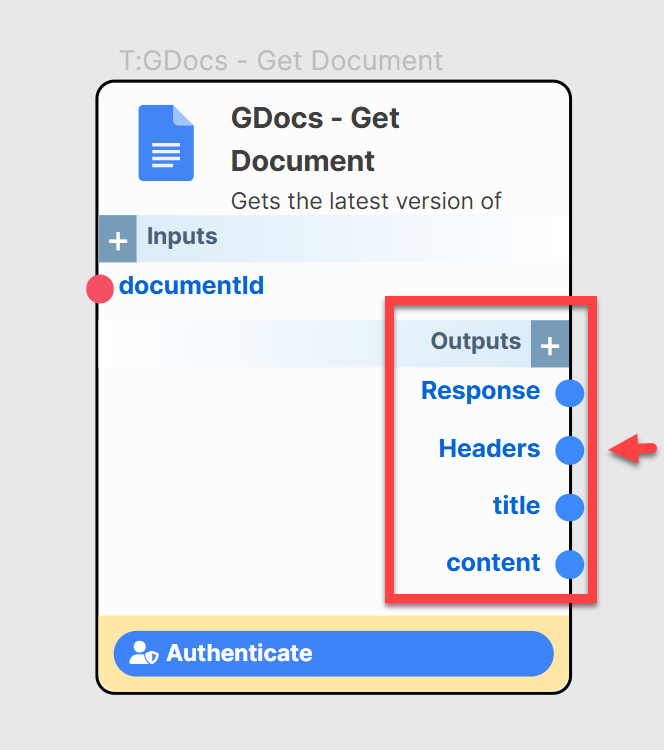 T:GDocs - Get Document
GDocs - Get
Document
Gets the latest version of
+ Inputs
documentId
Outputs +
Response
Headers
title
content
Authenticate